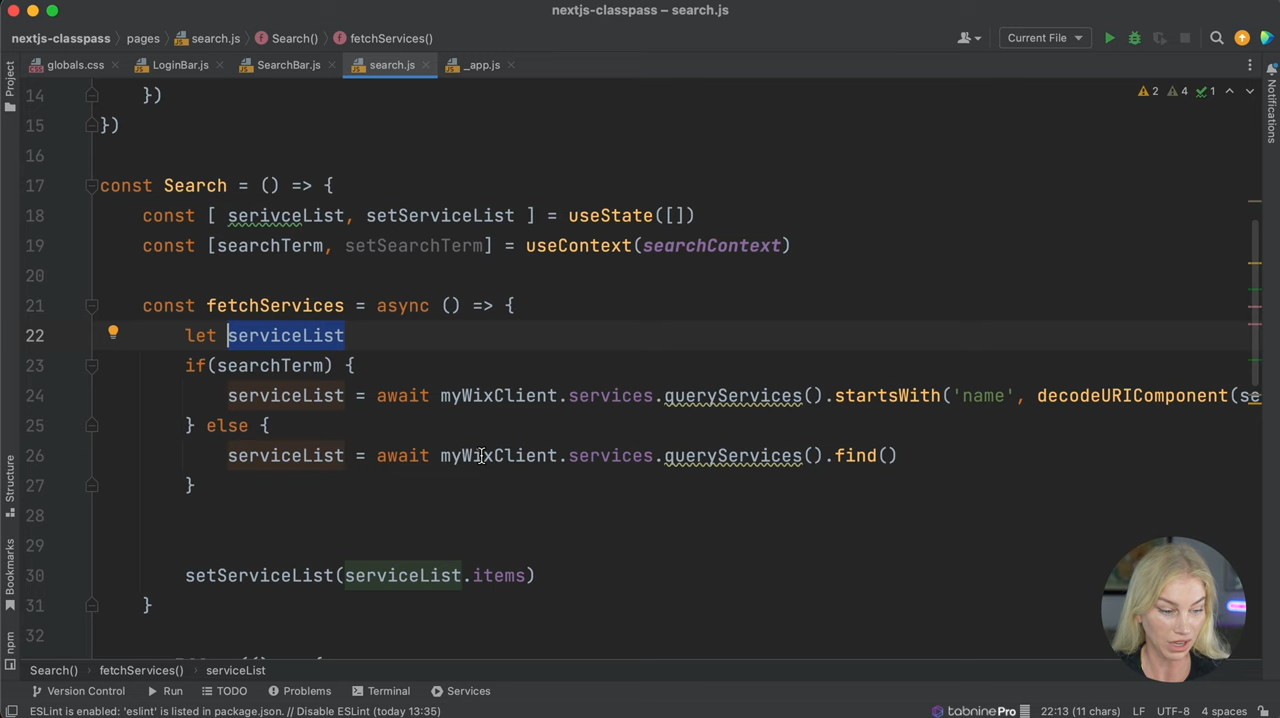 nextjs-classpass – search.js
nextjs-classpass pages search.js Search() fetchServices() Current File
globals.css LoginBar.js SearchBar.js search.js _app.js
Project
Notifications
2 4 1
14 })
15 })
16
17 const Search = () => {
18 const [ serivceList, setServiceList ] = useState([])
19 const [searchTerm, setSearchTerm] = useContext(searchContext)
20
21 const fetchServices = async () => {
22 let serviceList
23 if(searchTerm) {
24 serviceList = await myWixClient.services.queryServices().startsWith('name', decodeURIComponent(se
25 } else {
26 serviceList = await myWixClient.services.queryServices().find()
27 }
28
29
30 setServiceList(serviceList.items)
31 }
32
Structure
Bookmarks
npm
Search() fetchServices() serviceList
Version Control Run TODO Problems Terminal Services
ESLint is enabled: 'eslint' is listed in package.json. // Disable ESLint (today 13:35) tabninePro 22:13 (11 chars) LF UTF-8 4 spaces